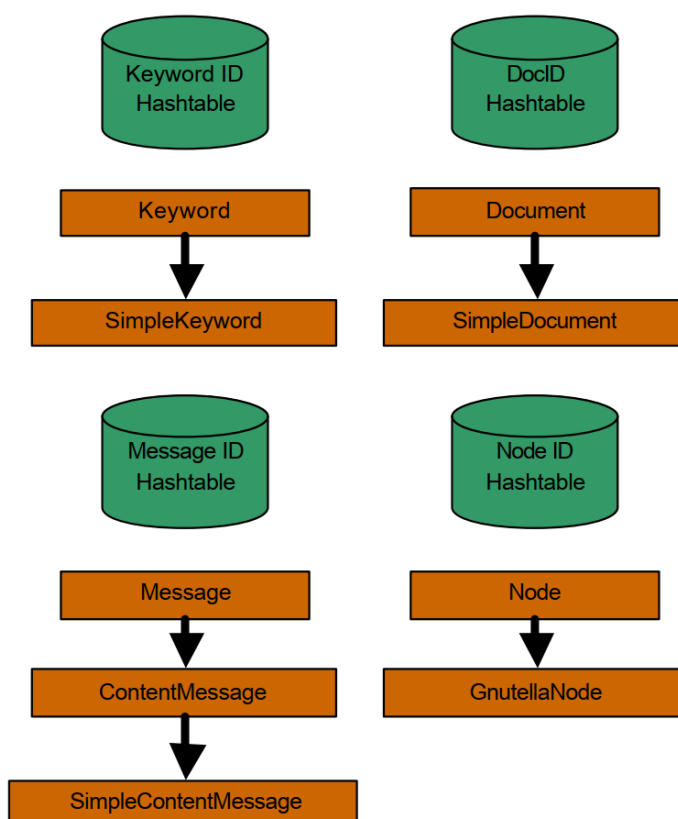 Keyword ID
Hashtable
DocID
Hashtable
Keyword
Document
SimpleKeyword
SimpleDocument
Message ID
Hashtable
Node ID
Hashtable
Message
Node
ContentMessage
GnutellaNode
SimpleContentMessage